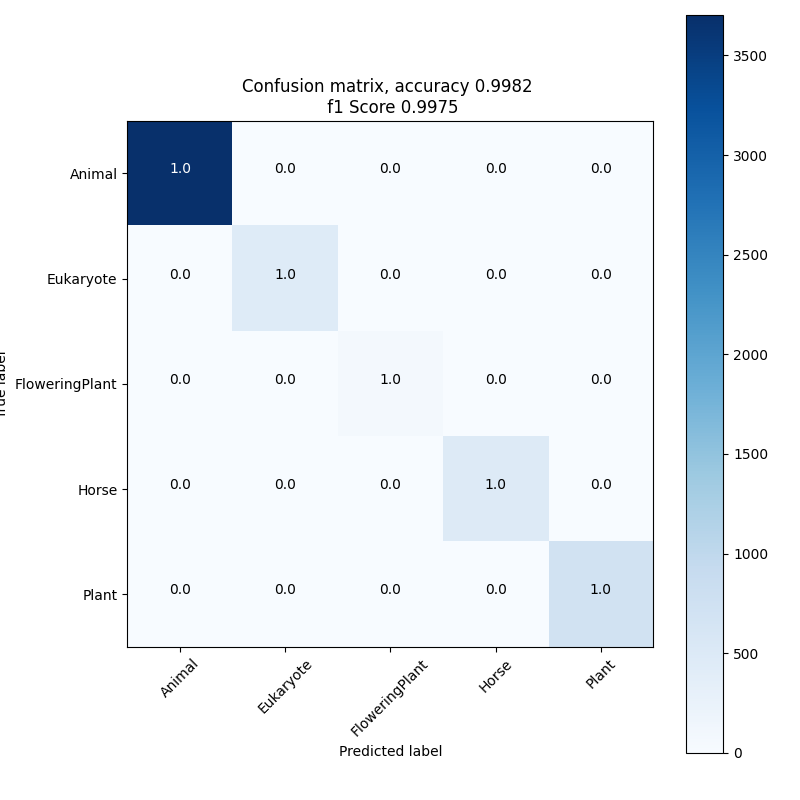 Confusion matrix, accuracy 0.9982
f1 Score 0.9975
3500
3000
2500
2000
1500
1000
500
0
Animal
1.0 0.0 0.0 0.0 0.0
Eukaryote
0.0 1.0 0.0 0.0 0.0
FloweringPlant
0.0 0.0 1.0 0.0 0.0
Horse
0.0 0.0 0.0 1.0 0.0
Plant
0.0 0.0 0.0 0.0 1.0
Animal
Eukaryote
FloweringPlant
Horse
Plant
Predicted label